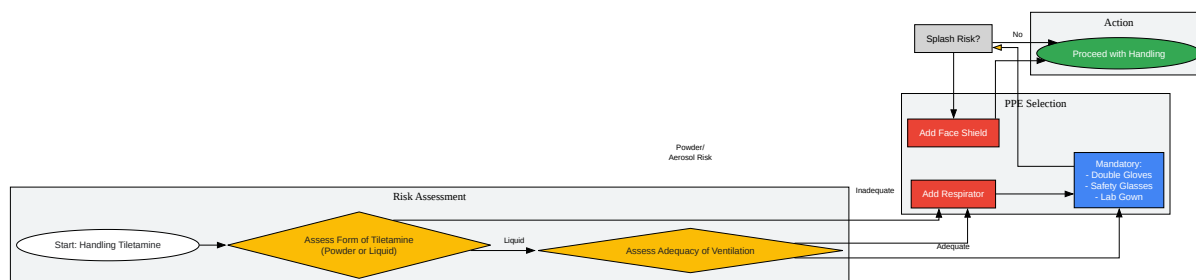 Action
Splash Risk?
No
Proceed with Handling
PPE Selection
Add Face Shield
Powder/
Aerosol Risk
Mandatory:
- Double Gloves
- Safety Glasses
- Lab Gown
Inadequate
Add Respirator
Risk Assessment
Start: Handling Tiletamine
Assess Form of Tiletamine
(Powder or Liquid)
Liquid
Assess Adequacy of Ventilation
Adequate